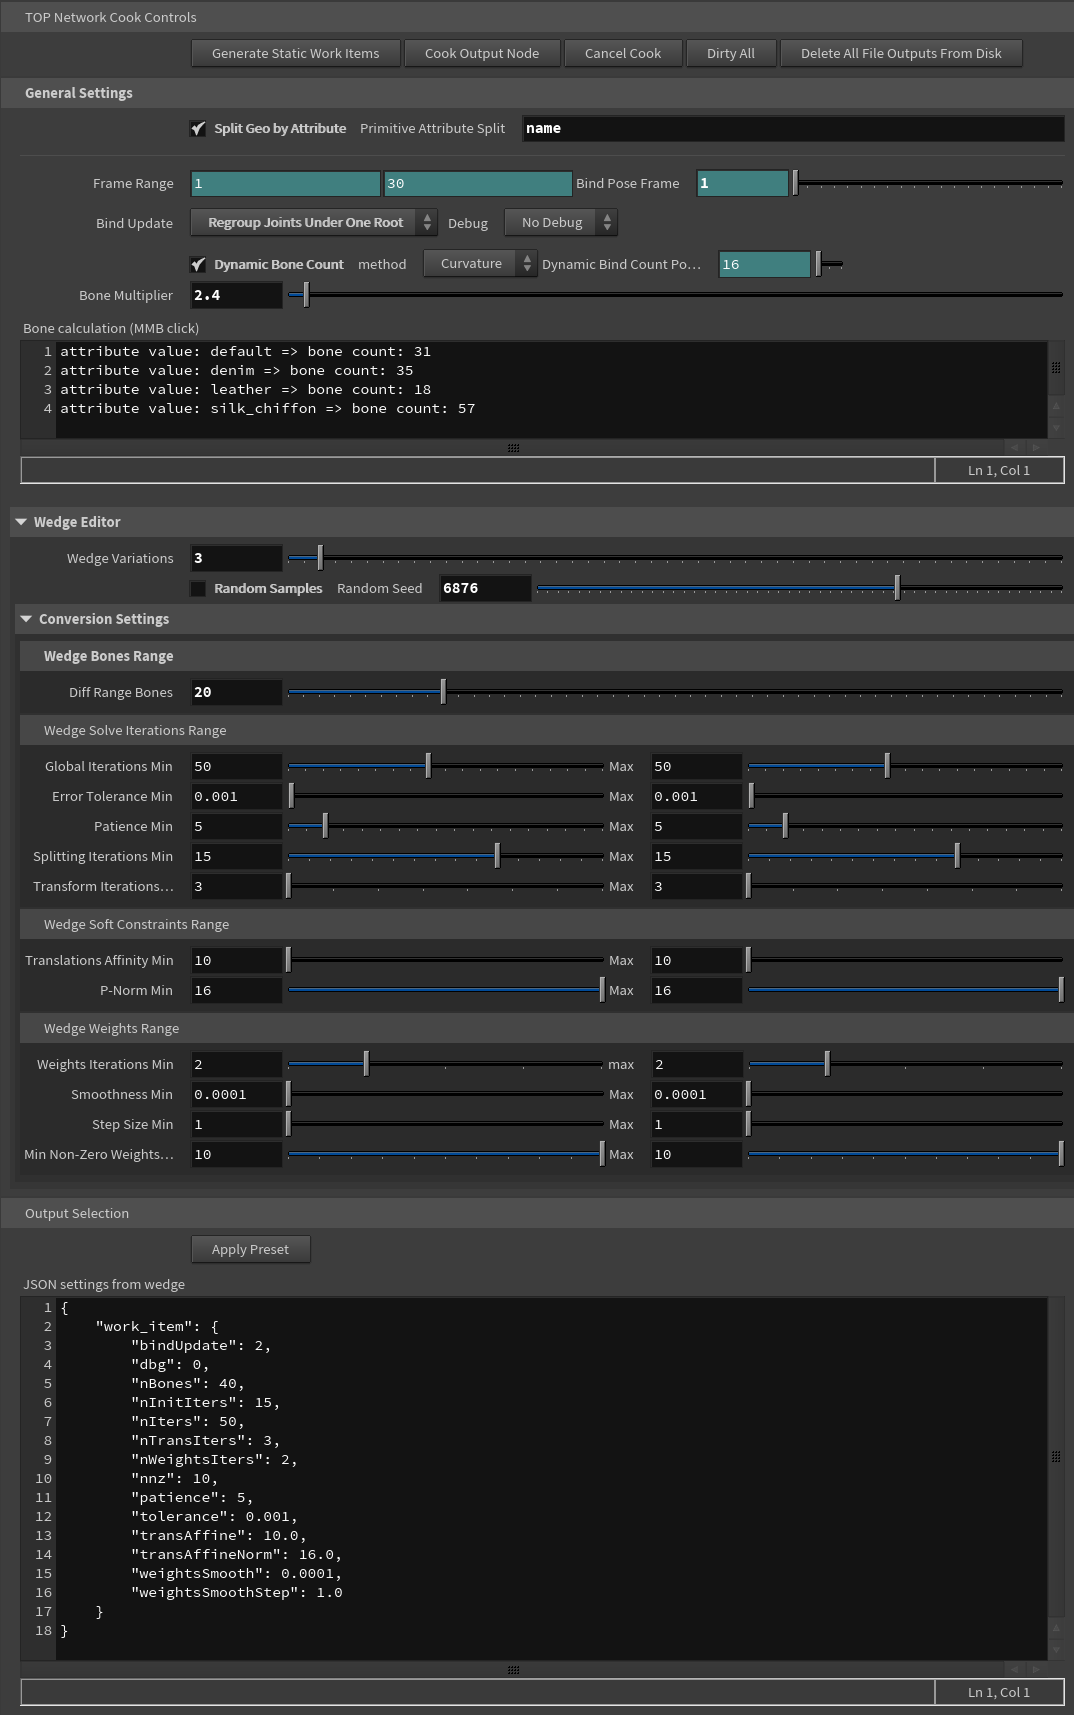 TOP Network Cook Controls
Generate Static Work Items Cook Output Node Cancel Cook Dirty All Delete All File Outputs From Disk
General Settings
Split Geo by Attribute Primitive Attribute Split name
Frame Range 1 30 Bind Pose Frame 1
Bind Update Regroup Joints Under One Root Debug No Debug
Dynamic Bone Count method Curvature Dynamic Bind Count Po... 16
Bone Multiplier 2.4
Bone calculation (MMB click)
1 attribute value: default => bone count: 31
2 attribute value: denim => bone count: 35
3 attribute value: leather => bone count: 18
4 attribute value: silk_chiffon => bone count: 57
Ln 1, Col 1
Wedge Editor
Wedge Variations 3
Random Samples Random Seed 6876
Conversion Settings
Wedge Bones Range
Diff Range Bones 20
Wedge Solve Iterations Range
Global Iterations Min 50 Max 50
Error Tolerance Min 0.001 Max 0.001
Patience Min 5 Max 5
Splitting Iterations Min 15 Max 15
Transform Iterations... 3 Max 3
Wedge Soft Constraints Range
Translations Affinity Min 10 Max 10
P-Norm Min 16 Max 16
Wedge Weights Range
Weights Iterations Min 2 max 2
Smoothness Min 0.0001 Max 0.0001
Step Size Min 1 Max 1
Min Non-Zero Weights... 10 Max 10
Output Selection
Apply Preset
JSON settings from wedge
1 {
2 "work_item": {
3 "bindUpdate": 2,
4 "dbg": 0,
5 "nBones": 40,
6 "nInitIters": 15,
7 "nIters": 50,
8 "nTransIters": 3,
9 "nWeightsIters": 2,
10 "nnz": 10,
11 "patience": 5,
12 "tolerance": 0.001,
13 "transAffine": 10.0,
14 "transAffineNorm": 16.0,
15 "weightsSmooth": 0.0001,
16 "weightsSmoothStep": 1.0
17 }
18 }
Ln 1, Col 1